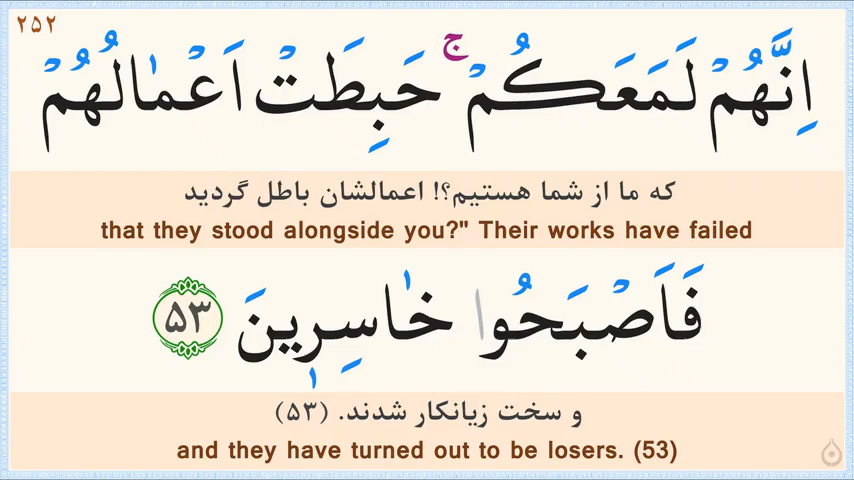 ۲۵۲
اِنَّهُمْ لَمَعَكُمْ ۚ حَبِطَتْ اَعْمٰالُهُمْ
که ما از شما هستیم؟! اعمالشان باطل گردید
that they stood alongside you?" Their works have failed
فَاَصْبَحُوا خٰاسِرٖينَ ۵۳
و سخت زیانکار شدند. (۵۳)
and they have turned out to be losers. (53)